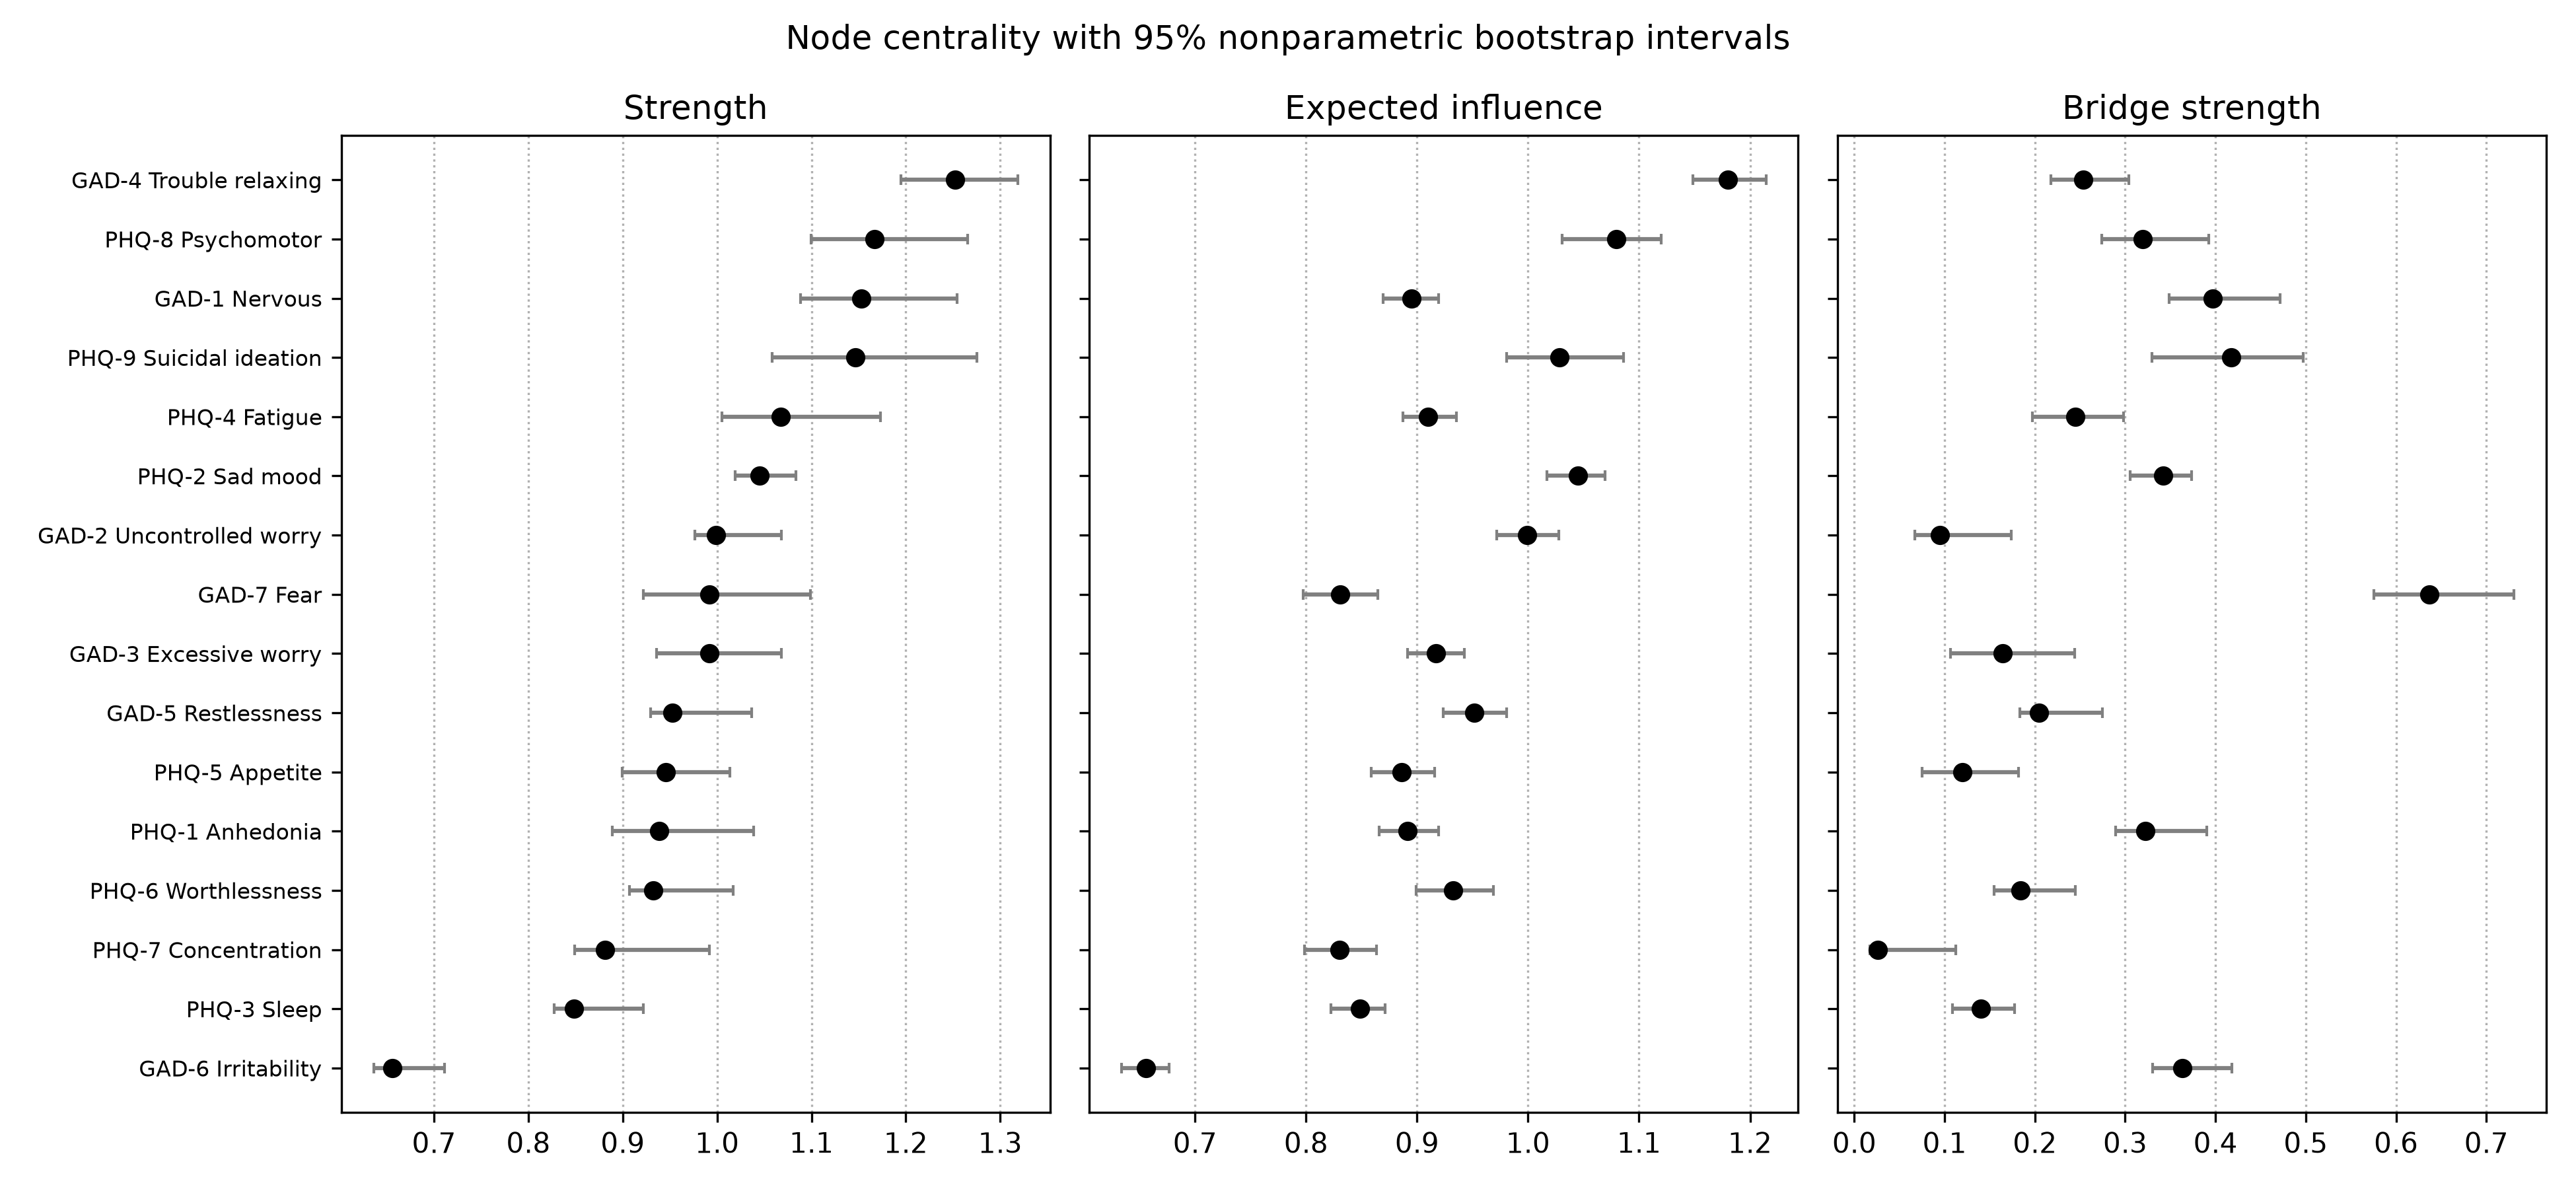 Node centrality with 95% nonparametric bootstrap intervals
Strength
Expected influence
Bridge strength
GAD-4 Trouble relaxing
PHQ-8 Psychomotor
GAD-1 Nervous
PHQ-9 Suicidal ideation
PHQ-4 Fatigue
PHQ-2 Sad mood
GAD-2 Uncontrolled worry
GAD-7 Fear
GAD-3 Excessive worry
GAD-5 Restlessness
PHQ-5 Appetite
PHQ-1 Anhedonia
PHQ-6 Worthlessness
PHQ-7 Concentration
PHQ-3 Sleep
GAD-6 Irritability
0.7 0.8 0.9 1.0 1.1 1.2 1.3
0.7 0.8 0.9 1.0 1.1 1.2
0.0 0.1 0.2 0.3 0.4 0.5 0.6 0.7